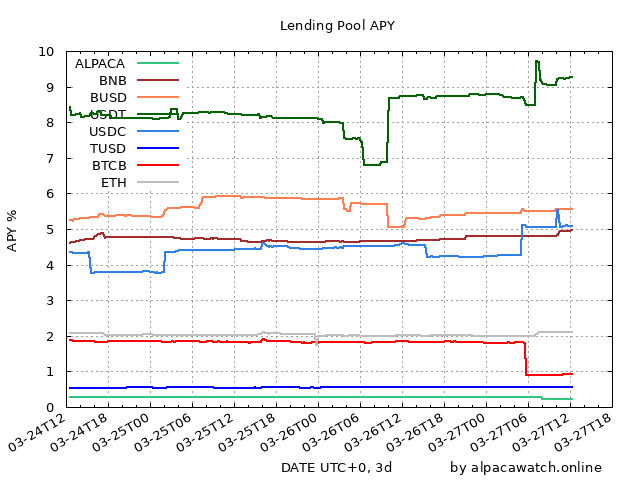 Lending Pool APY
APY %
10
9
8
7
6
5
4
3
2
1
0
ALPACA
BNB
BUSD
USDT
USDC
TUSD
BTCB
ETH
03-24T12
03-24T18
03-25T00
03-25T06
03-25T12
03-25T18
03-26T00
03-26T06
03-26T12
03-26T18
03-27T00
03-27T06
03-27T12
03-27T18
DATE UTC+0, 3d
by alpacawatch.online